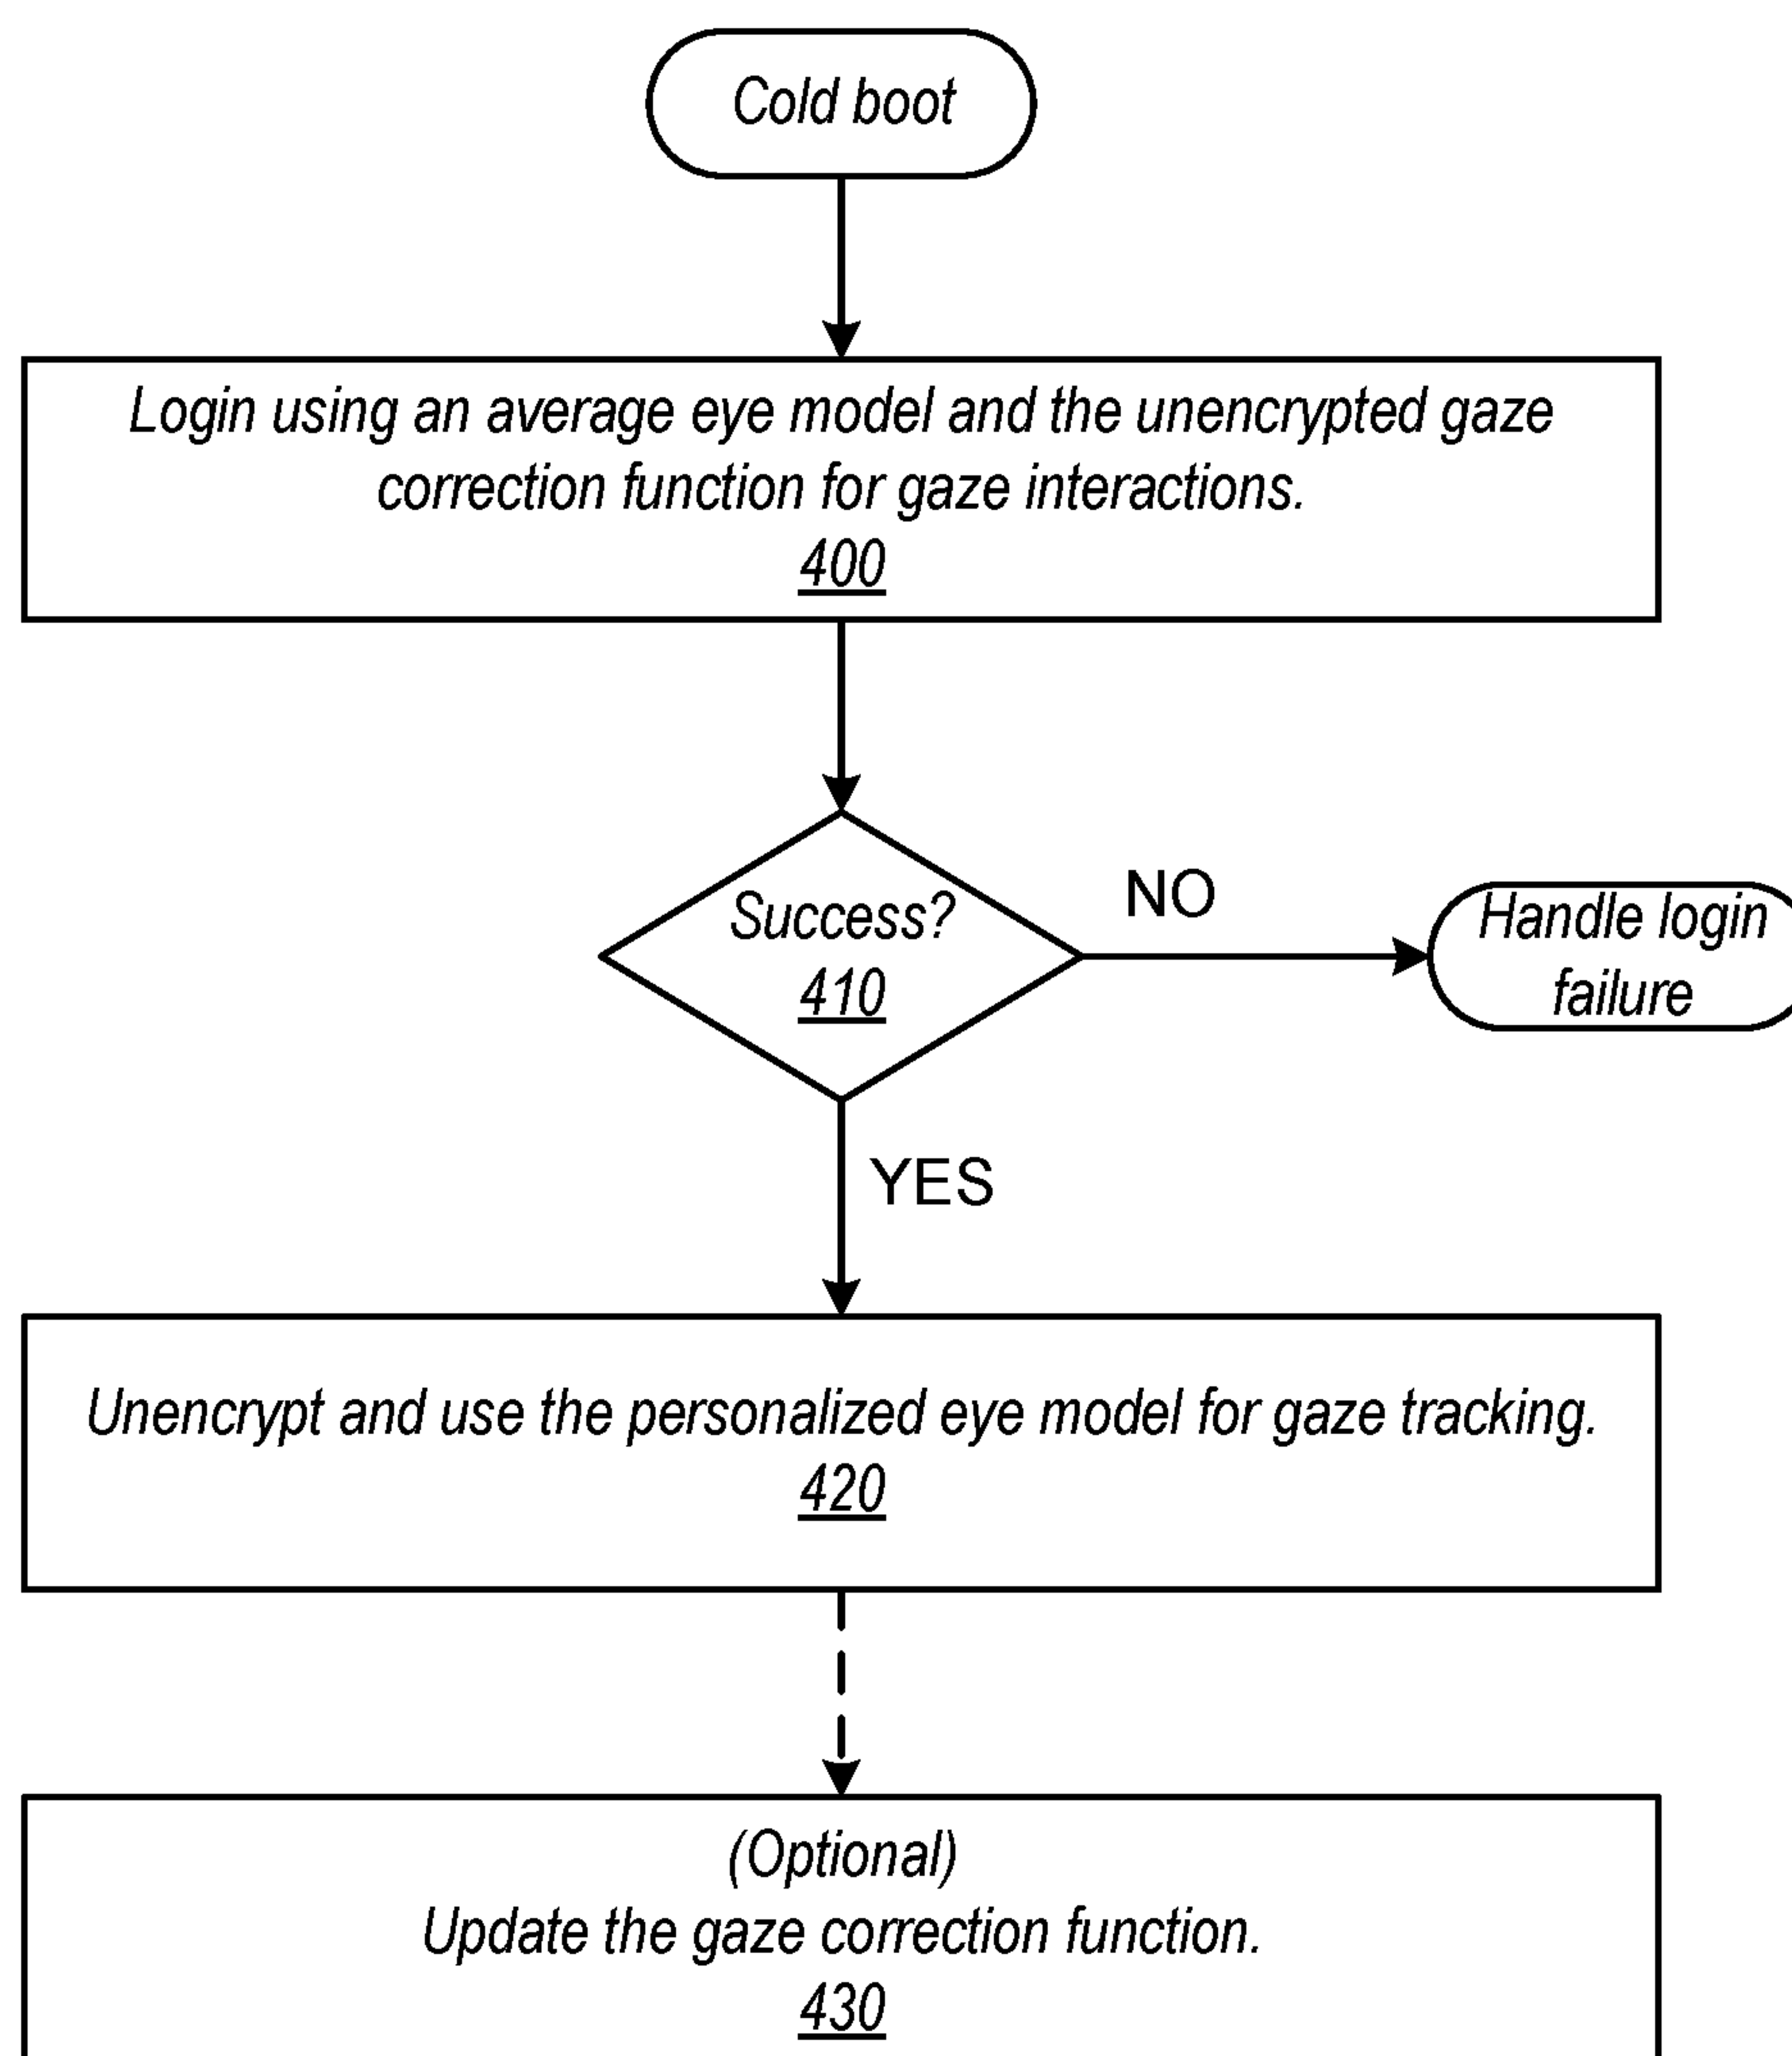 Cold boot
Login using an average eye model and the unencrypted gaze
correction function for gaze interactions.
400
Success?
410
NO
Handle login
failure
YES
Unencrypt and use the personalized eye model for gaze tracking.
420
(Optional)
Update the gaze correction function.
430